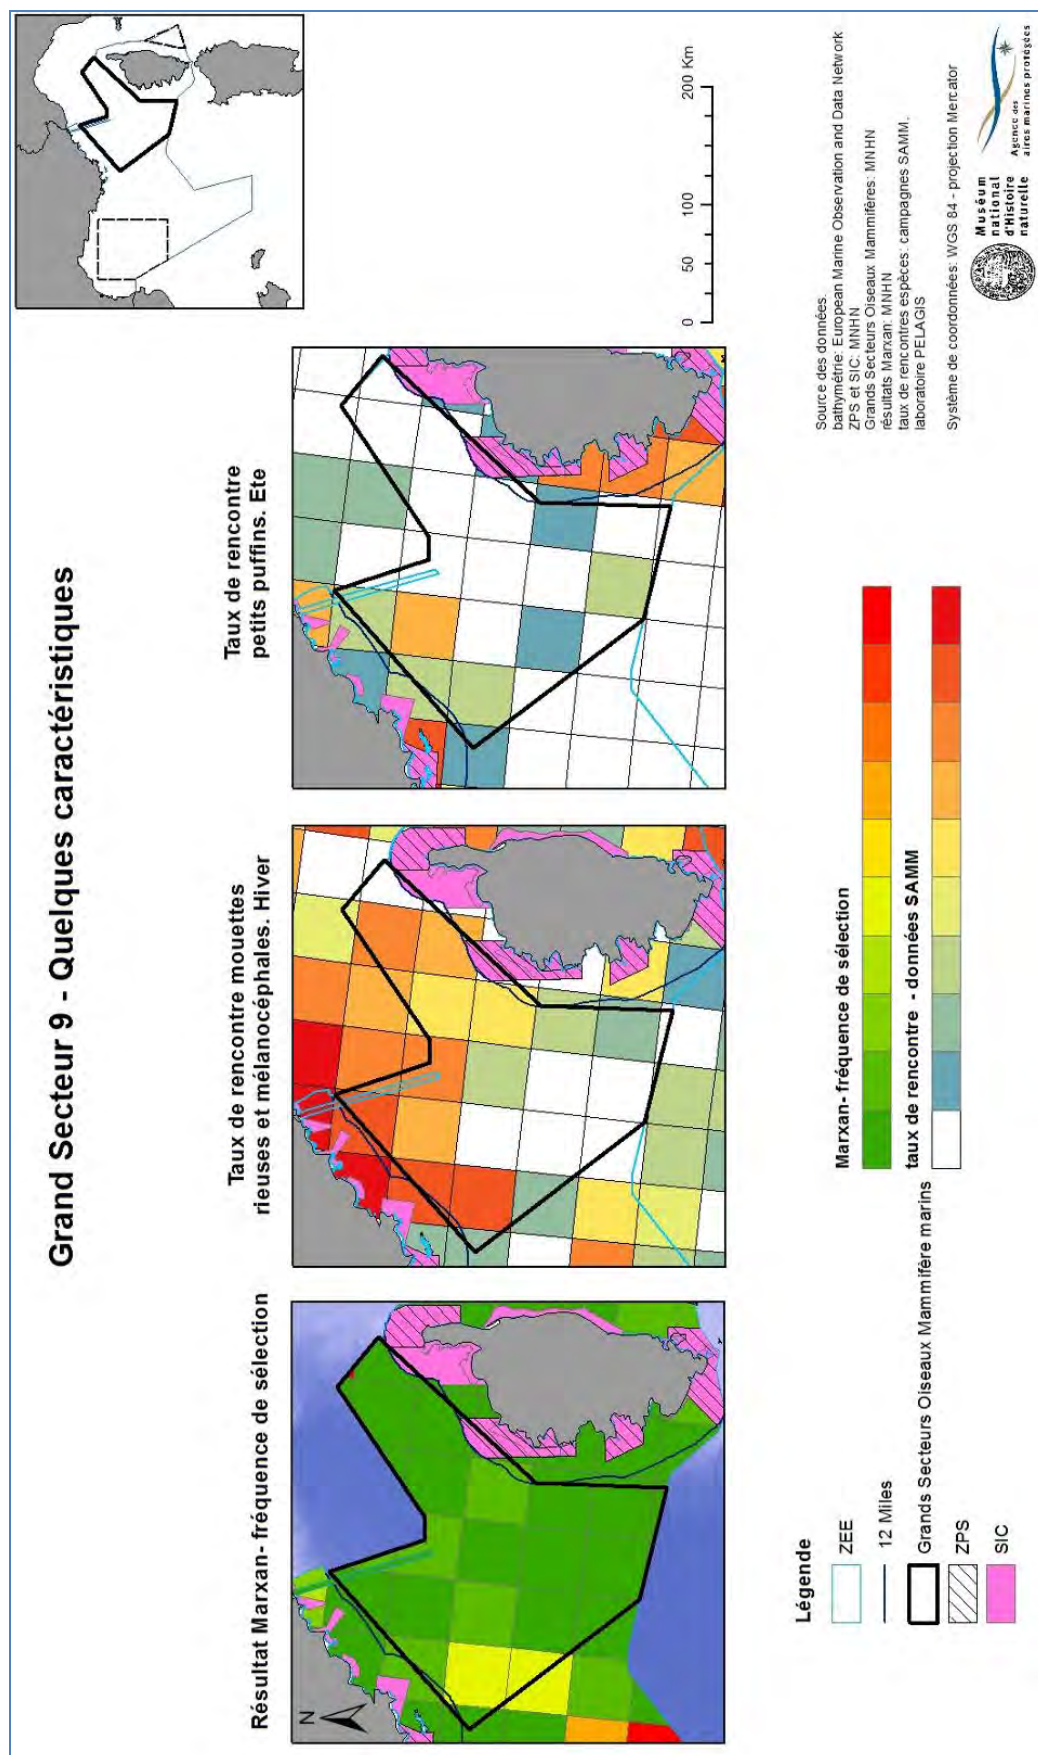 Grand Secteur 9 - Quelques caractéristiques
Résultat Marxan- fréquence de sélection
Taux de rencontre mouettes
rieuses et mélanocéphales. Hiver
Taux de rencontre
petits puffins. Ete
N
0 50 100 200 Km
Légende
ZEE
12 Miles
Grands Secteurs Oiseaux Mammifère marins
ZPS
SIC
Marxan- fréquence de sélection
taux de rencontre - données SAMM
Source des données.
bathymétrie: European Marine Observation and Data Network
ZPS et SIC: MNHN
Grands Secteurs Oiseaux Mammifères: MNHN
résultats Marxan: MNHN
taux de rencontres espèces: campagnes SAMM.
laboratoire PELAGIS
Système de coordonnées: WGS 84 - projection Mercator
Muséum
national
d'Histoire
naturelle
Agence des
aires marines protégées